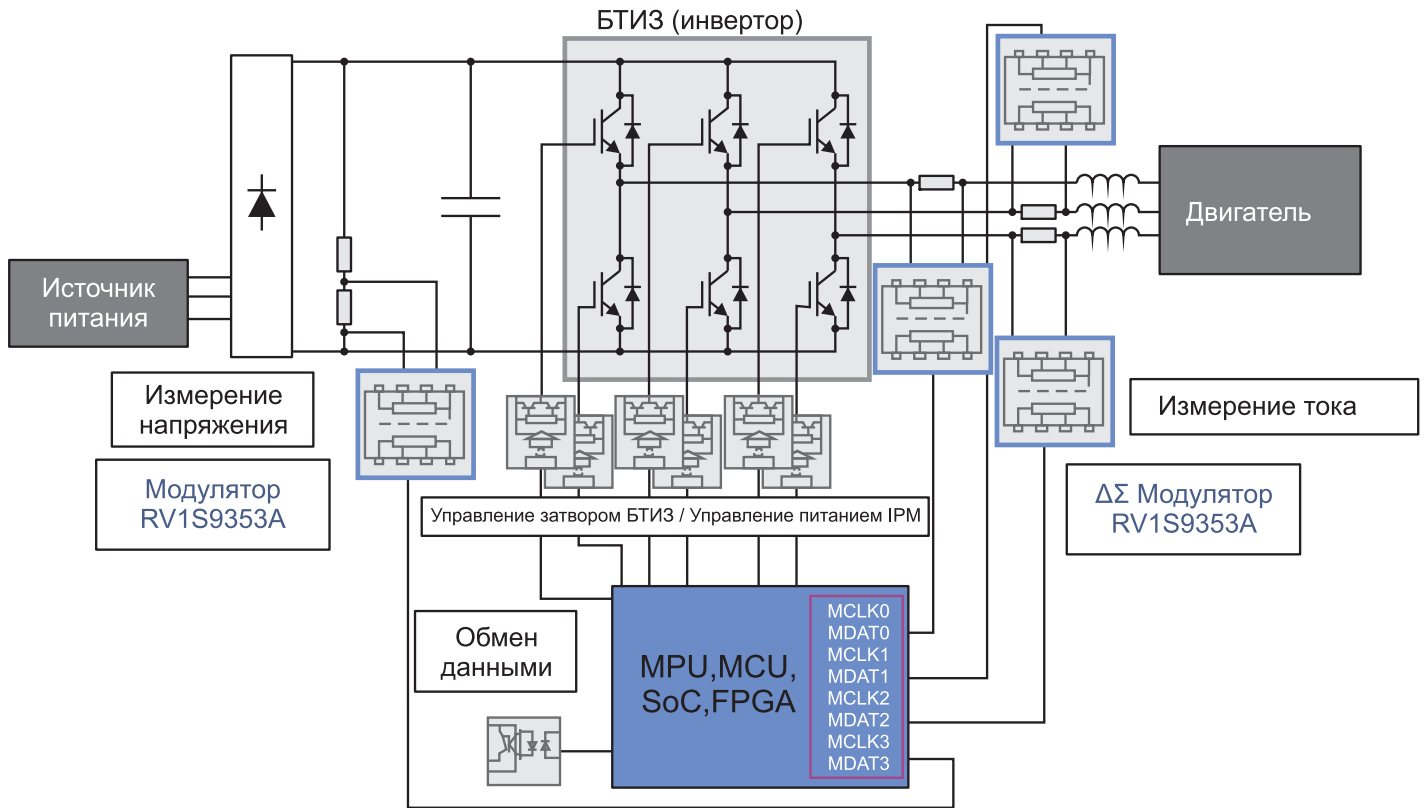 БТИЗ (инвертор)
Двигатель
Источник
питания
Измерение
напряжения
Измерение тока
Модулятор
RV1S9353A
ΔΣ Модулятор
RV1S9353A
Управление затвором БТИЗ / Управление питанием IPM
Обмен
данными
MPU,MCU,
SoC,FPGA
MCLK0
MDAT0
MCLK1
MDAT1
MCLK2
MDAT2
MCLK3
MDAT3